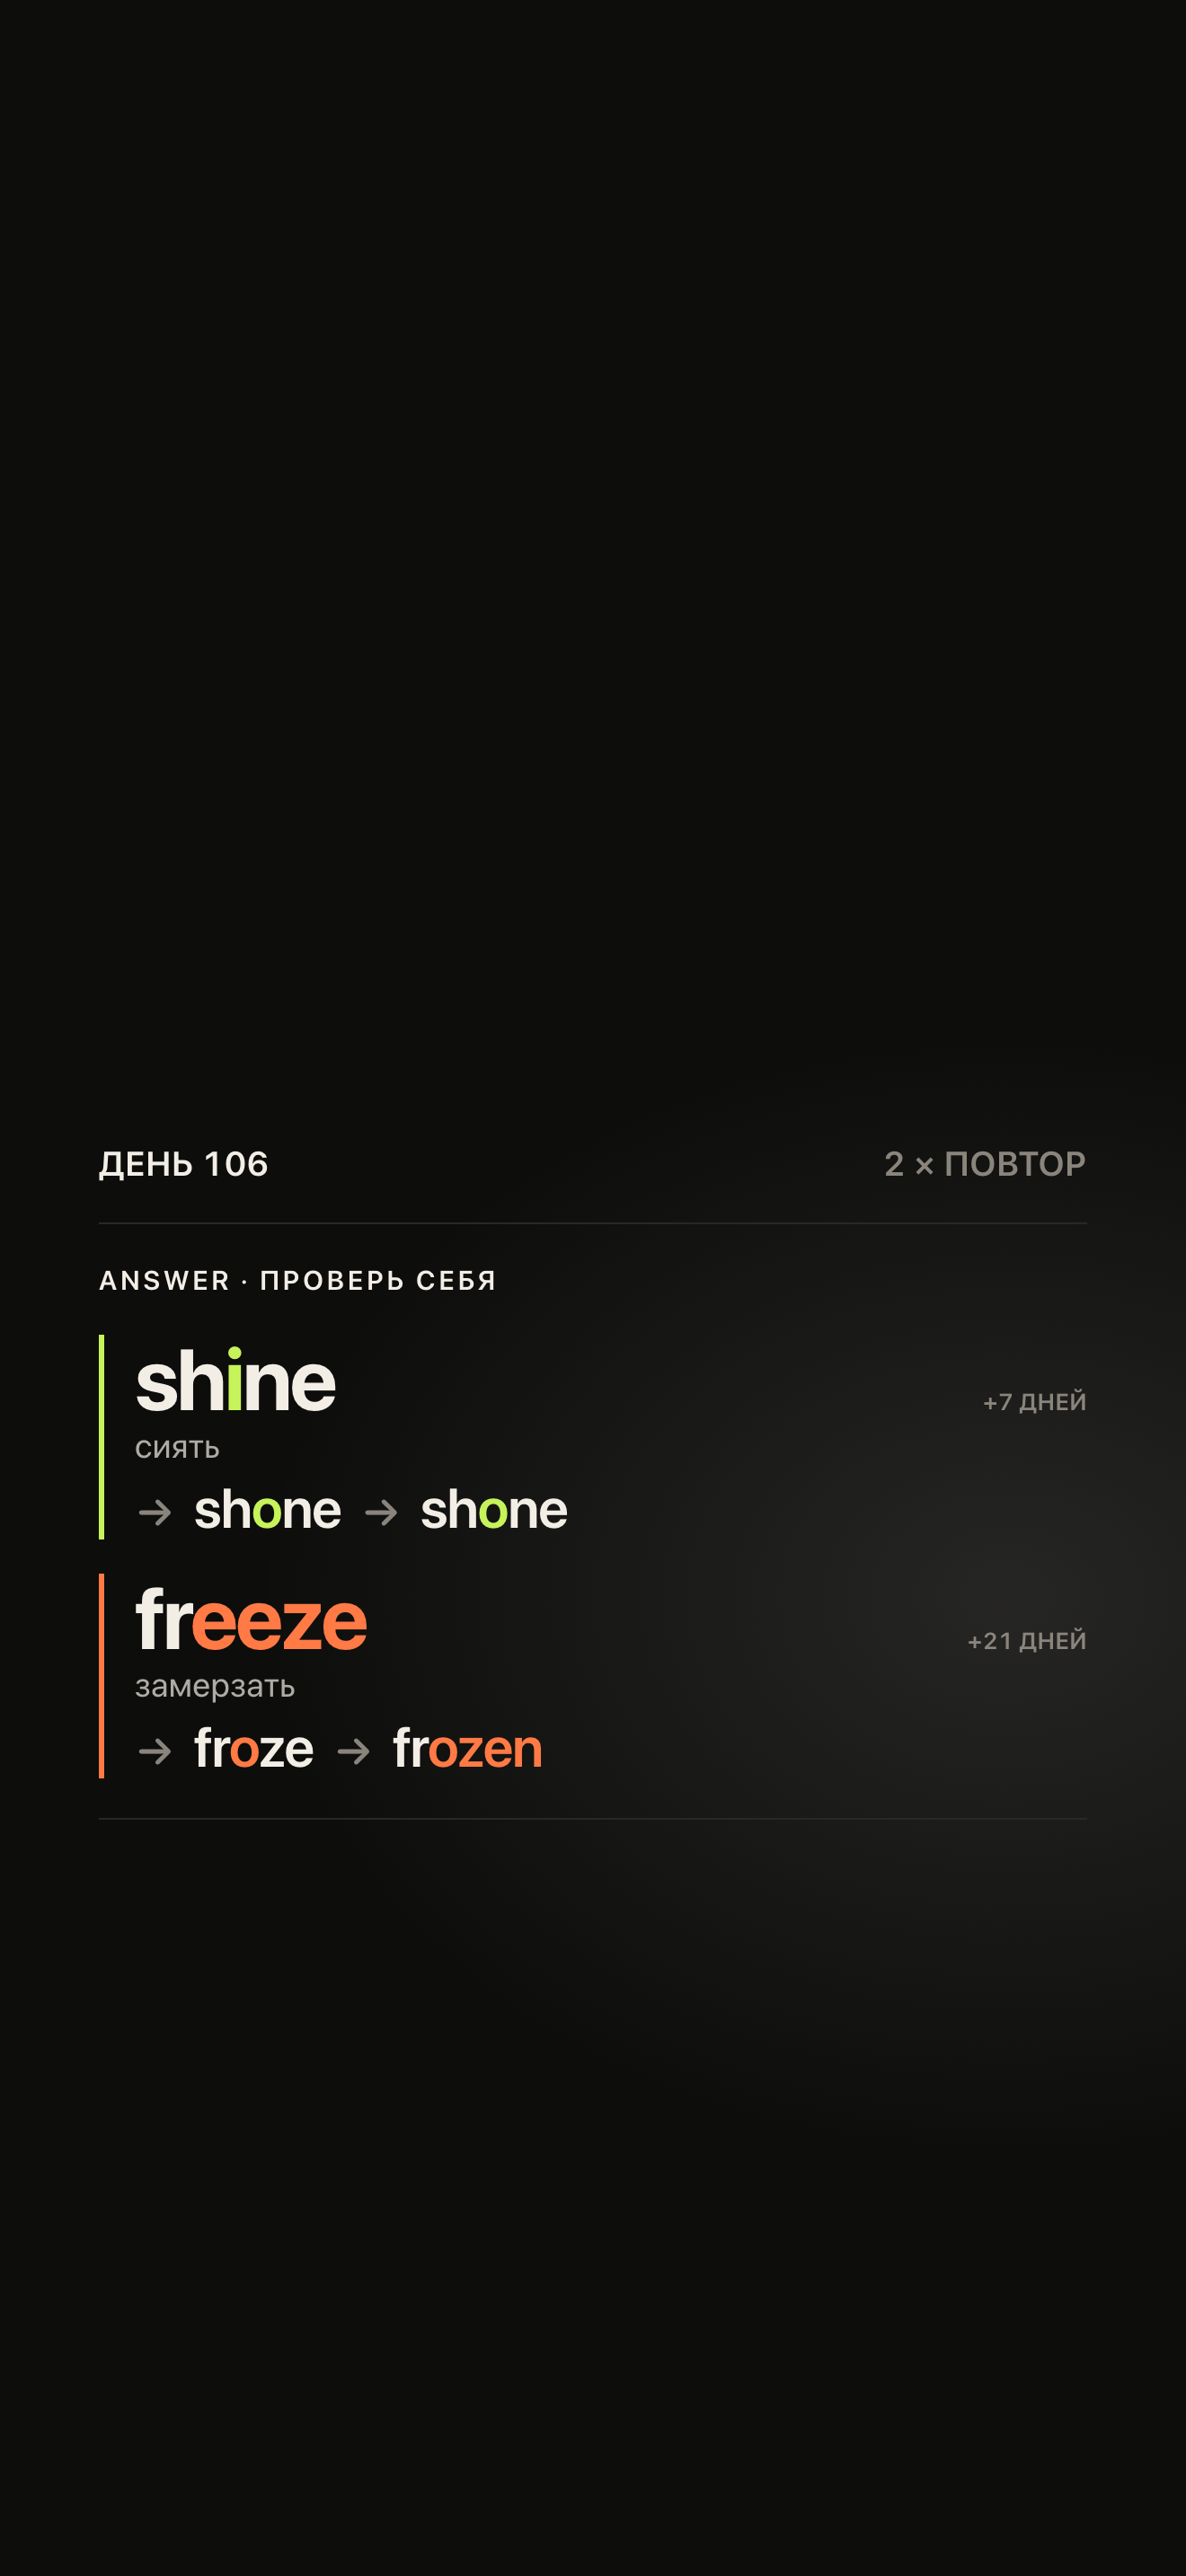 ДЕНЬ 106
2 × ПОВТОР
ANSWER · ПРОВЕРЬ СЕБЯ
shine
+7 ДНЕЙ
сиять
→ shone → shone
freeze
+21 ДНЕЙ
замерзать
→ froze → frozen